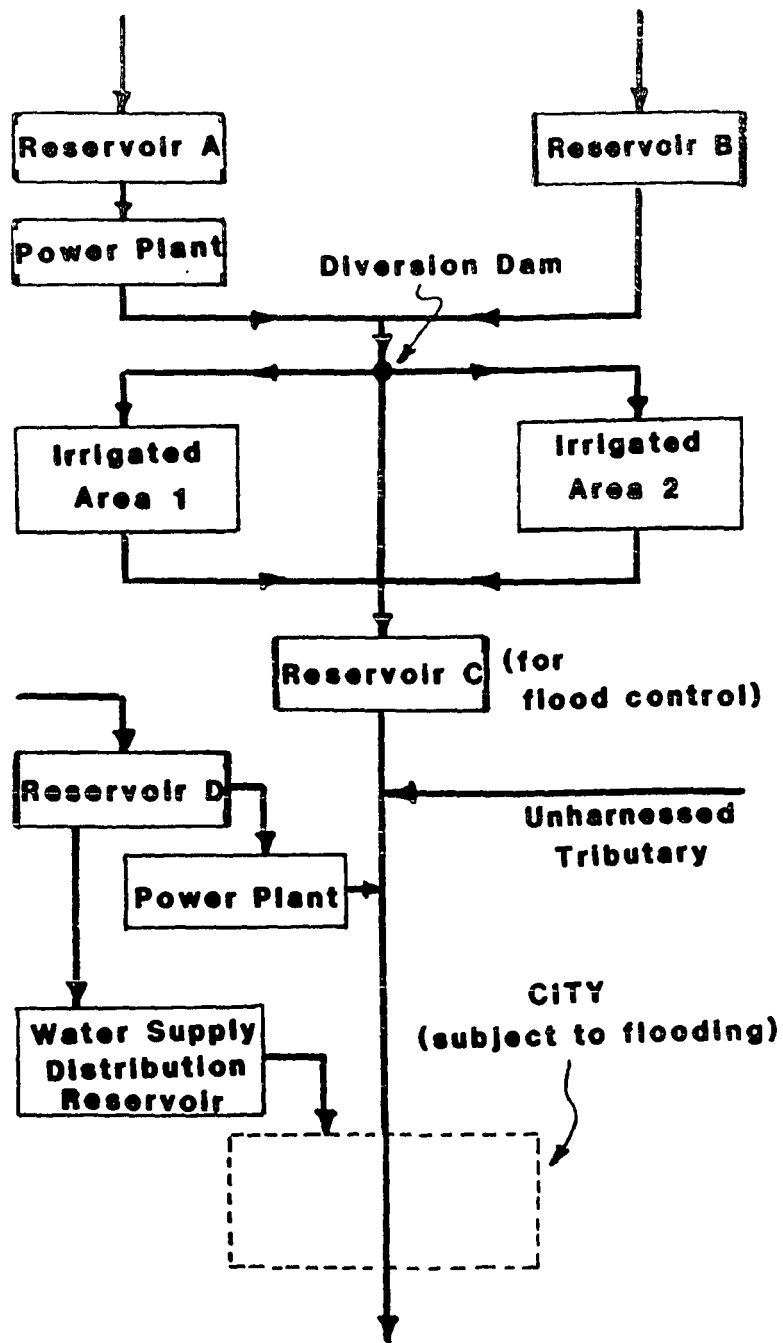 Reservoir A
Reservoir B
Power Plant
Diversion Dam
Irrigated
Area 1
Irrigated
Area 2
Reservoir C
(for
flood control)
Reservoir D
Unharnessed
Tributary
Power Plant
CiTY
(subject to flooding)
Water Supply
Distribution
Reservoir